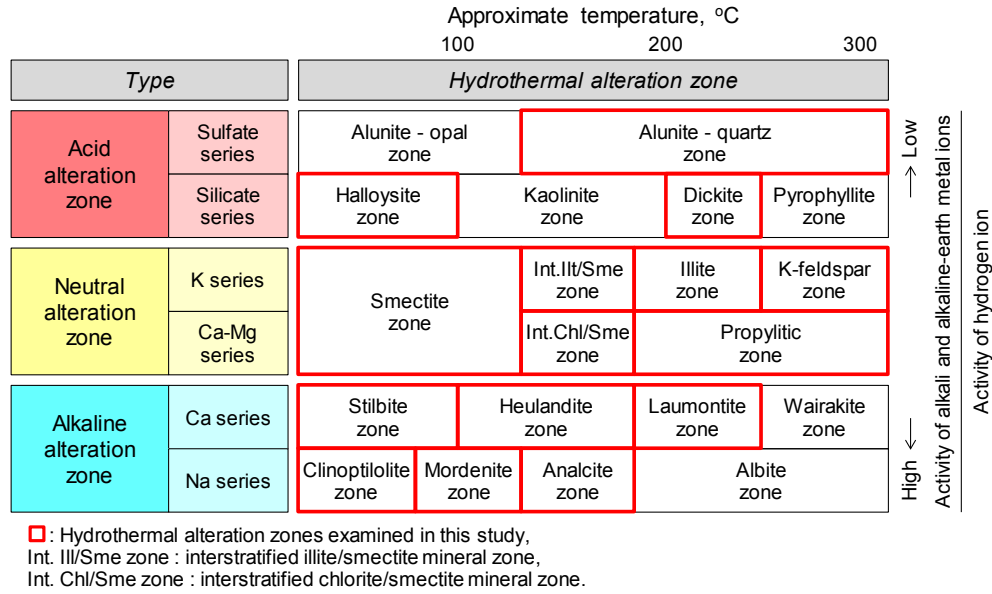 Approximate temperature, °C
100 200 300
Type
Hydrothermal alteration zone
Acid
alteration
zone
Sulfate
series
Alunite - opal
zone
Alunite - quartz
zone
Silicate
series
Halloysite
zone
Kaolinite
zone
Dickite
zone
Pyrophyllite
zone
Neutral
alteration
zone
K series
Smectite
zone
Int.Ilt/Sme
zone
Illite
zone
K-feldspar
zone
Ca-Mg
series
Int.Chl/Sme
zone
Propylitic
zone
Alkaline
alteration
zone
Ca series
Stilbite
zone
Heulandite
zone
Laumontite
zone
Wairakite
zone
Na series
Clinoptilolite
zone
Mordenite
zone
Analcite
zone
Albite
zone
High ← → Low
Activity of alkali and alkaline-earth metal ions
Activity of hydrogen ion
: Hydrothermal alteration zones examined in this study,
Int. Ill/Sme zone : interstratified illite/smectite mineral zone,
Int. Chl/Sme zone : interstratified chlorite/smectite mineral zone.